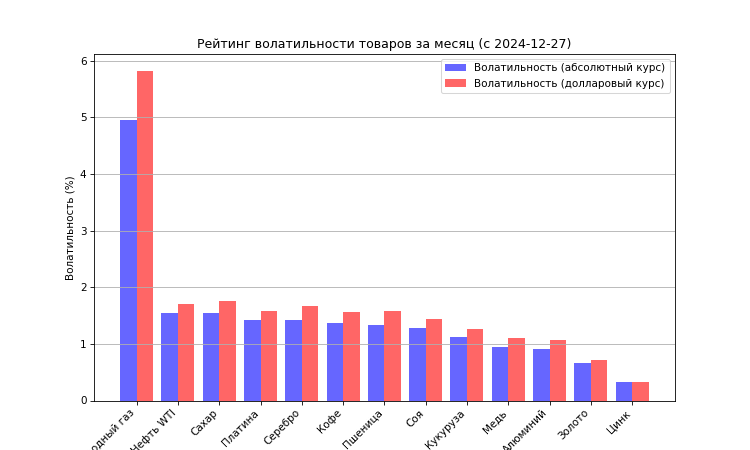 Рейтинг волатильности товаров за месяц (с 2024-12-27)
Волатильность (абсолютный курс)
Волатильность (долларовый курс)
Волатильность (%)
6
5
4
3
2
1
0
газ
Нефть WTI
Сахар
Платина
Серебро
Кофе
Пшеница
Соя
Кукуруза
Медь
Алюминий
Золото
Цинк